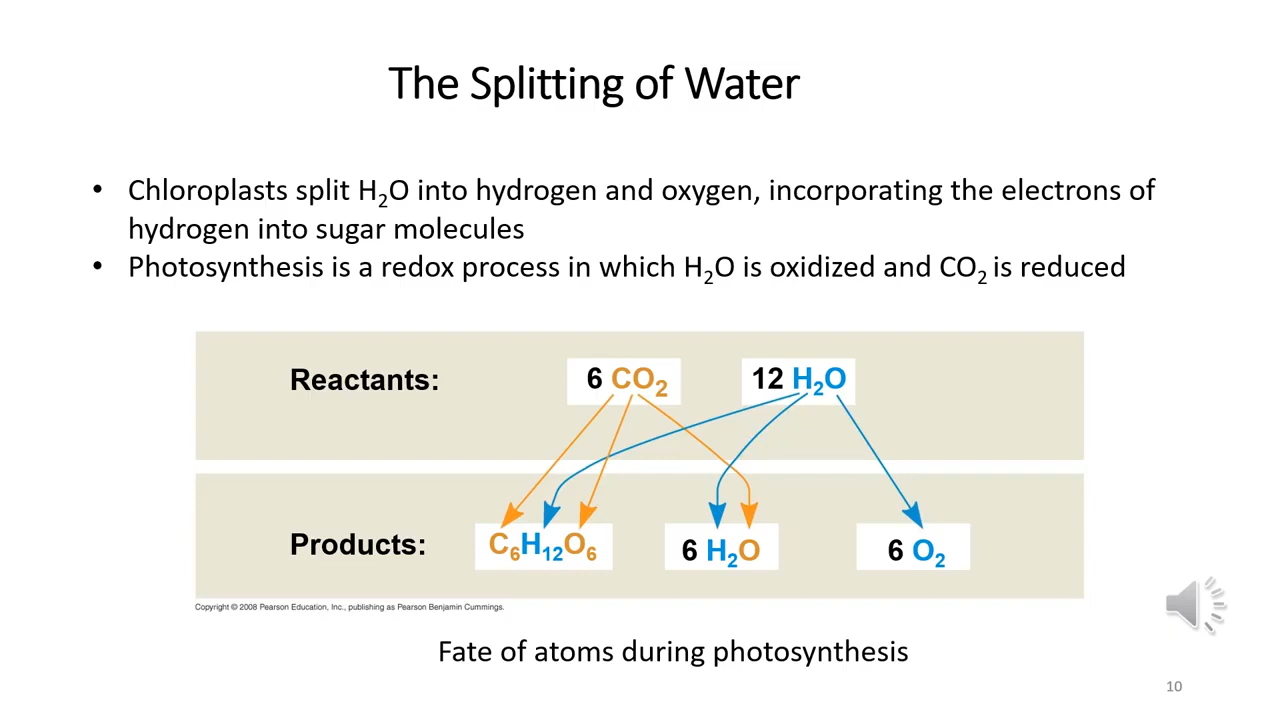 The Splitting of Water
• Chloroplasts split H₂O into hydrogen and oxygen, incorporating the electrons of
hydrogen into sugar molecules
• Photosynthesis is a redox process in which H₂O is oxidized and CO₂ is reduced
Reactants: 6 CO₂ 12 H₂O
Products: C₆H₁₂O₆ 6 H₂O 6 O₂
Copyright © 2008 Pearson Education, Inc., publishing as Pearson Benjamin Cummings.
Fate of atoms during photosynthesis
10